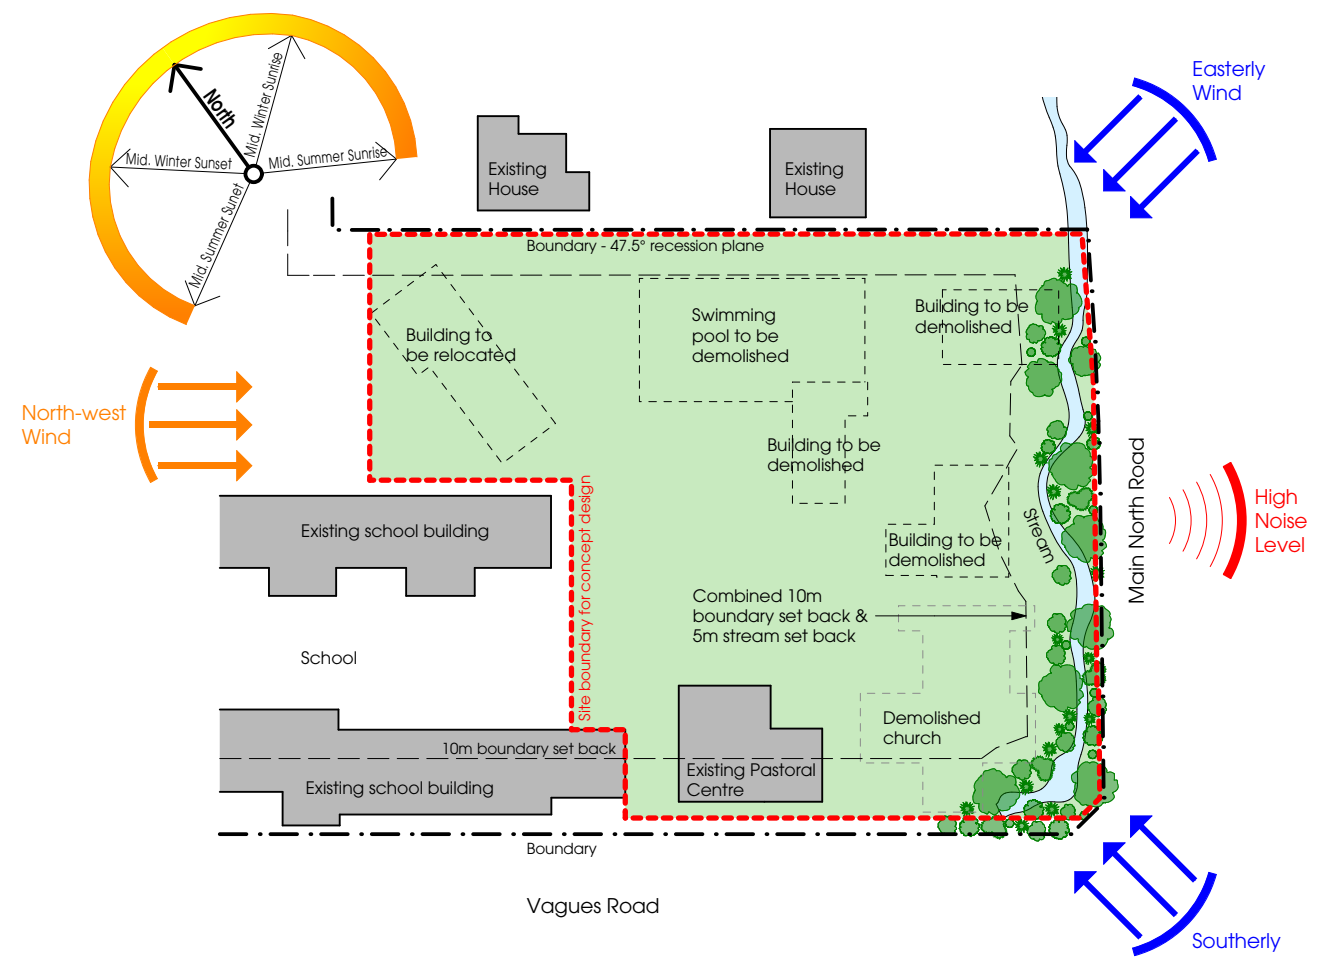 Easterly
Wind
North
Mid. Winter Sunrise
Mid. Winter Sunset
Mid. Summer Sunrise
Mid. Summer Sunet
Existing
House
Existing
House
Boundary - 47.5° recession plane
Building to
be relocated
Swimming
pool to be
demolished
Building to be
demolished
North-west
Wind
Building to be
demolished
Site boundary for concept design
Existing school building
Building to be
demolished
Stream
Main North Road
High
Noise
Level
Combined 10m
boundary set back &
5m stream set back
School
Demolished
church
10m boundary set back
Existing school building
Existing Pastoral
Centre
Boundary
Vagues Road
Southerly